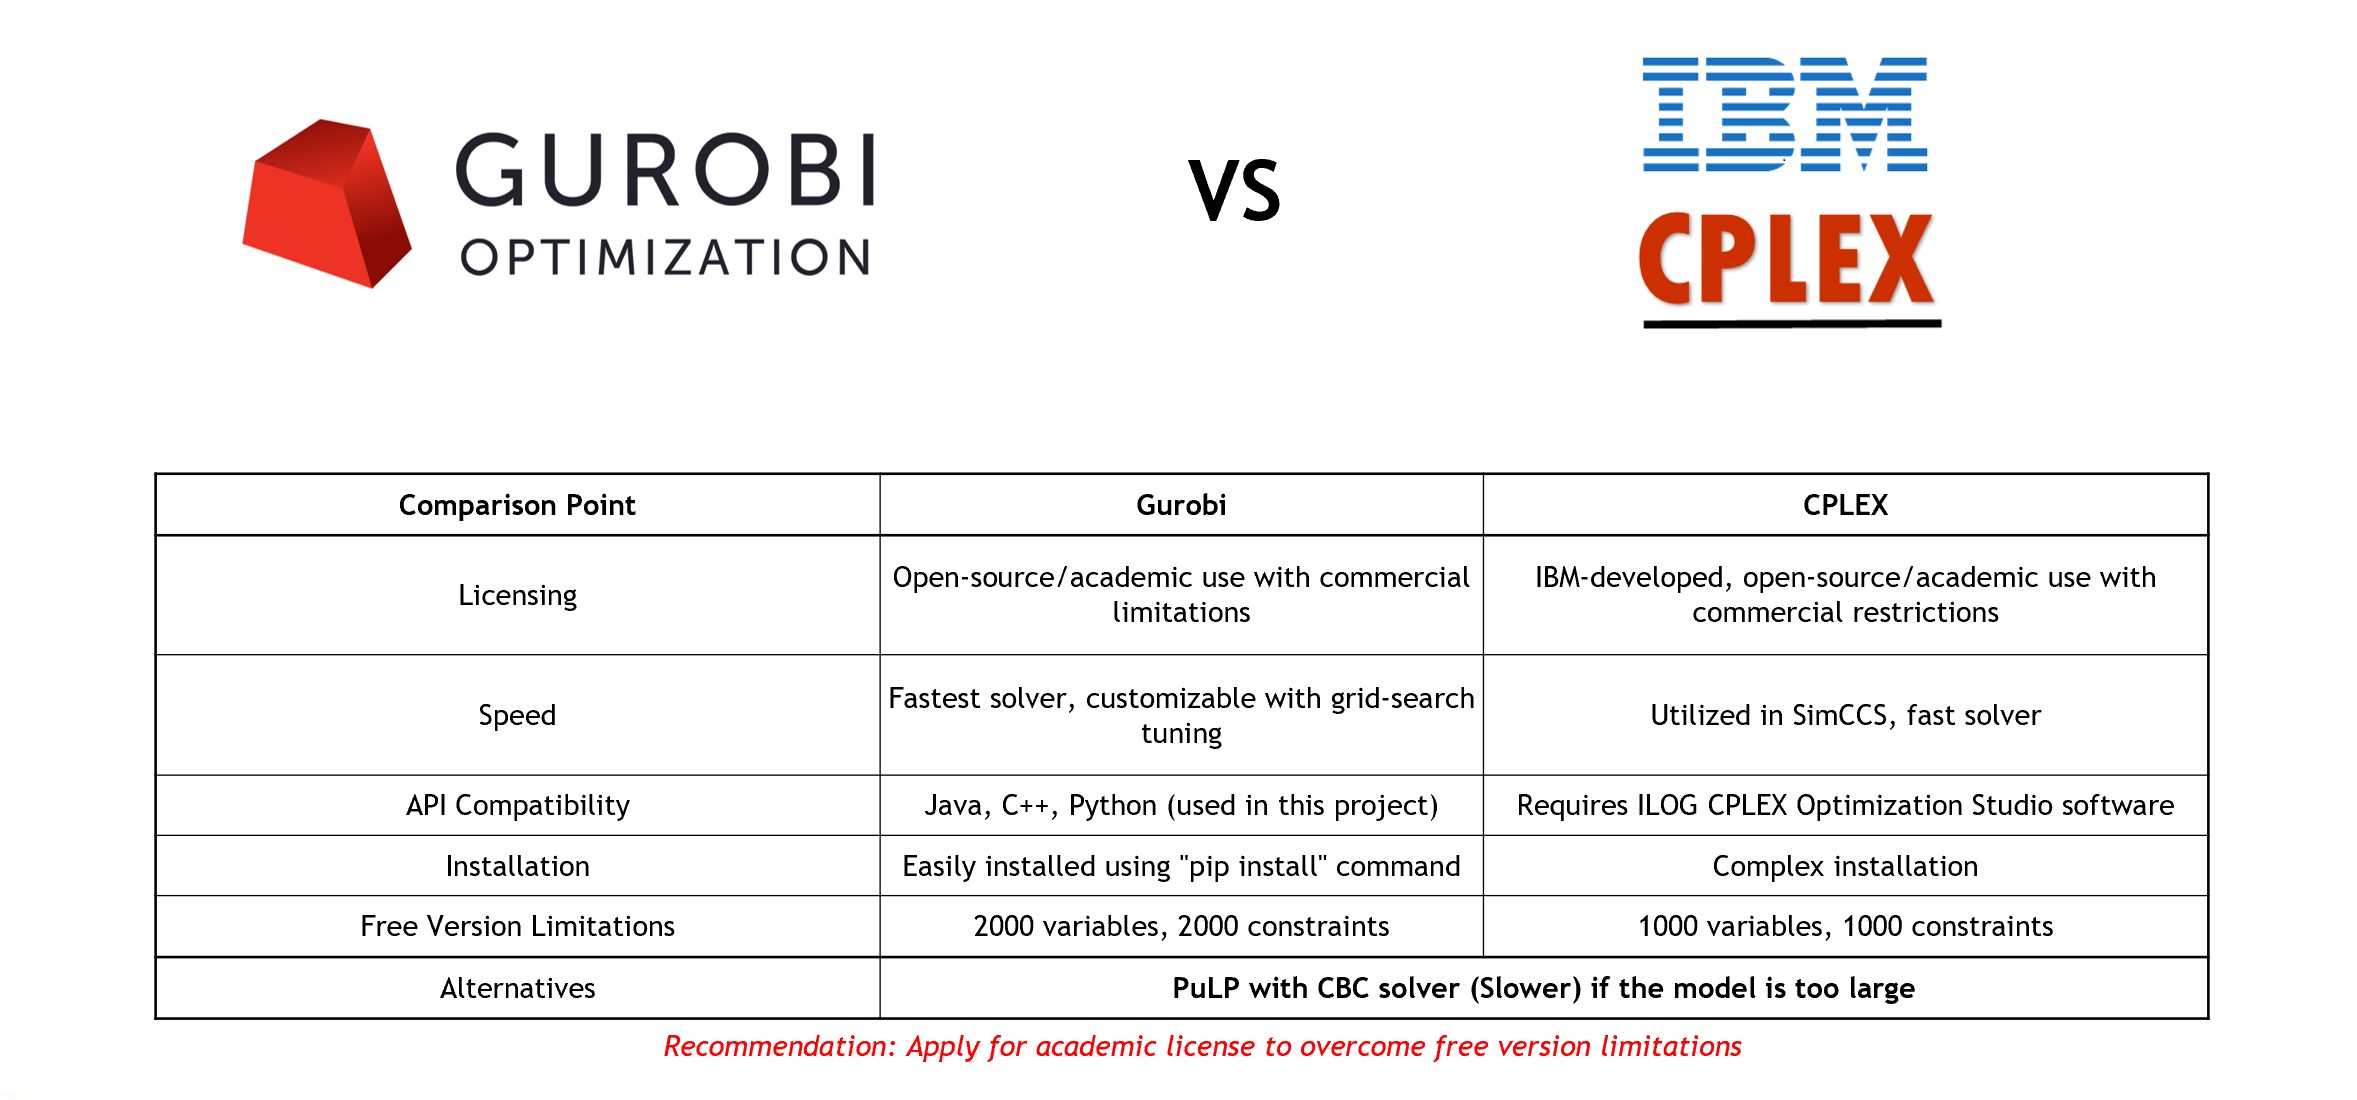 GUROBI
OPTIMIZATION
VS
IBM
CPLEX
Comparison Point
Gurobi
CPLEX
Licensing
Open-source/academic use with commercial
limitations
IBM-developed, open-source/academic use with
commercial restrictions
Speed
Fastest solver, customizable with grid-search
tuning
Utilized in SimCCS, fast solver
API Compatibility
Java, C++, Python (used in this project)
Requires ILOG CPLEX Optimization Studio software
Installation
Easily installed using "pip install" command
Complex installation
Free Version Limitations
2000 variables, 2000 constraints
1000 variables, 1000 constraints
Alternatives
PuLP with CBC solver (Slower) if the model is too large
Recommendation: Apply for academic license to overcome free version limitations